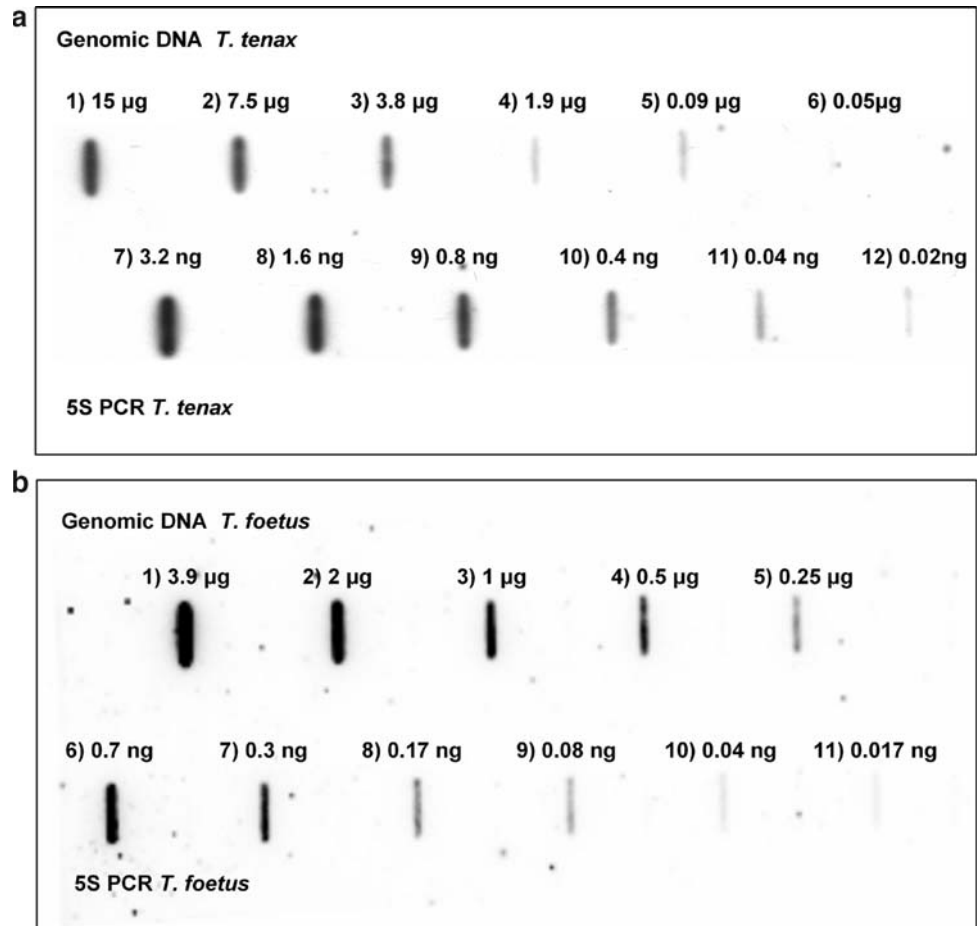 a
Genomic DNA T. tenax
1) 15 µg 2) 7.5 µg 3) 3.8 µg 4) 1.9 µg 5) 0.09 µg 6) 0.05µg
7) 3.2 ng 8) 1.6 ng 9) 0.8 ng 10) 0.4 ng 11) 0.04 ng 12) 0.02ng
5S PCR T. tenax
b
Genomic DNA T. foetus
1) 3.9 µg 2) 2 µg 3) 1 µg 4) 0.5 µg 5) 0.25 µg
6) 0.7 ng 7) 0.3 ng 8) 0.17 ng 9) 0.08 ng 10) 0.04 ng 11) 0.017 ng
5S PCR T. foetus